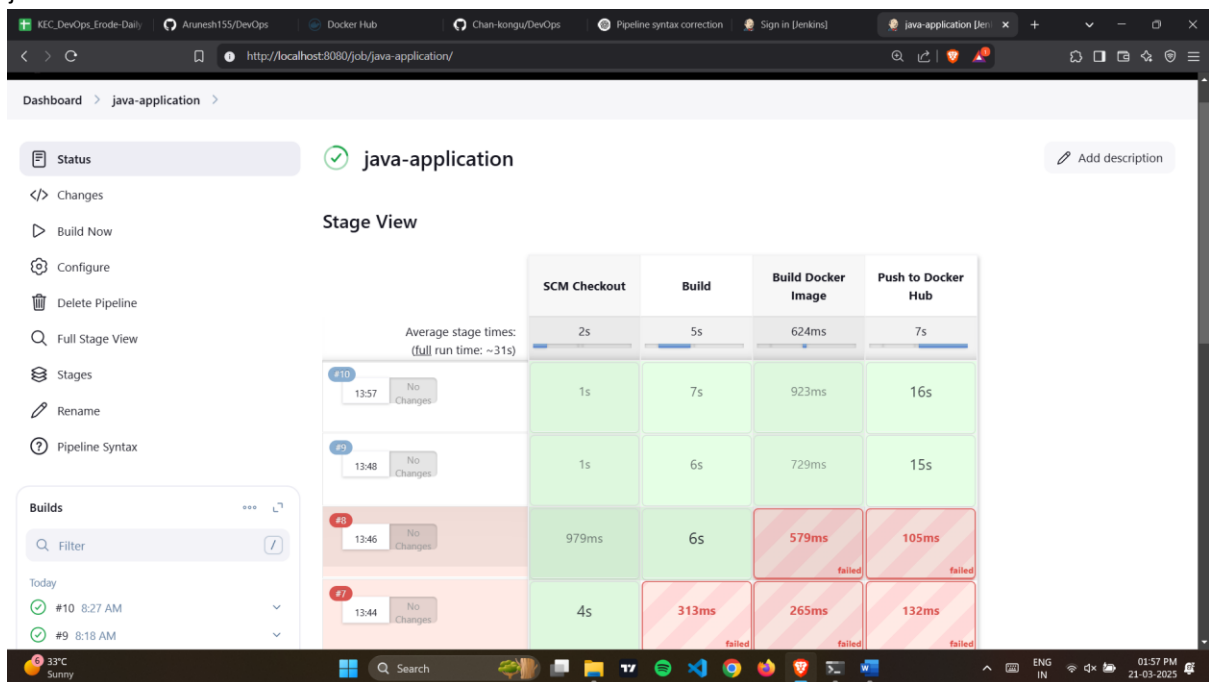 KEC_DevOps_Erode-Daily
Arunesh155/DevOps
Docker Hub
Chan-kongu/DevOps
Pipeline syntax correction
Sign in [Jenkins]
java-application [Jen
http://localhost:8080/job/java-application/
Dashboard > java-application >
Status
Changes
Build Now
Configure
Delete Pipeline
Full Stage View
Stages
Rename
Pipeline Syntax
Builds
Filter
/
Today
#10 8:27 AM
#9 8:18 AM
java-application
Add description
Stage View
SCM Checkout
Build
Build Docker
Image
Push to Docker
Hub
Average stage times:
(full run time: ~31s)
2s
5s
624ms
7s
#10
13:57
No
Changes
1s
7s
923ms
16s
#9
13:48
No
Changes
1s
6s
729ms
15s
#8
13:46
No
Changes
979ms
6s
579ms
failed
105ms
failed
#7
13:44
No
Changes
4s
313ms
failed
265ms
failed
132ms
failed
6
33°C
Sunny
Search
ENG
IN
01:57 PM
21-03-2025